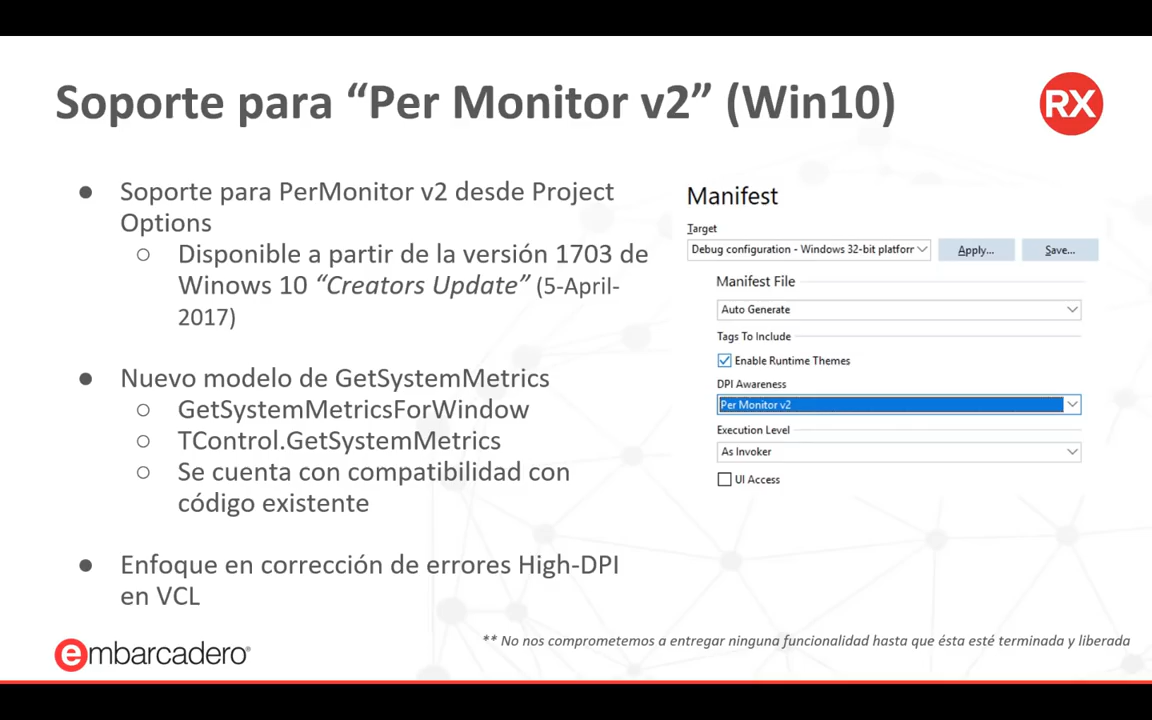 Soporte para “Per Monitor v2” (Win10)
RX
● Soporte para PerMonitor v2 desde Project
Options
○ Disponible a partir de la versión 1703 de
Winows 10 “Creators Update” (5-April-
2017)
● Nuevo modelo de GetSystemMetrics
○ GetSystemMetricsForWindow
○ TControl.GetSystemMetrics
○ Se cuenta con compatibilidad con
código existente
● Enfoque en corrección de errores High-DPI
en VCL
Manifest
Target
Debug configuration - Windows 32-bit platforr
Apply...
Save...
Manifest File
Auto Generate
Tags To Include
Enable Runtime Themes
DPI Awareness
Per Monitor v2
Execution Level
As Invoker
UI Access
embarcadero®
** No nos comprometemos a entregar ninguna funcionalidad hasta que ésta esté terminada y liberada